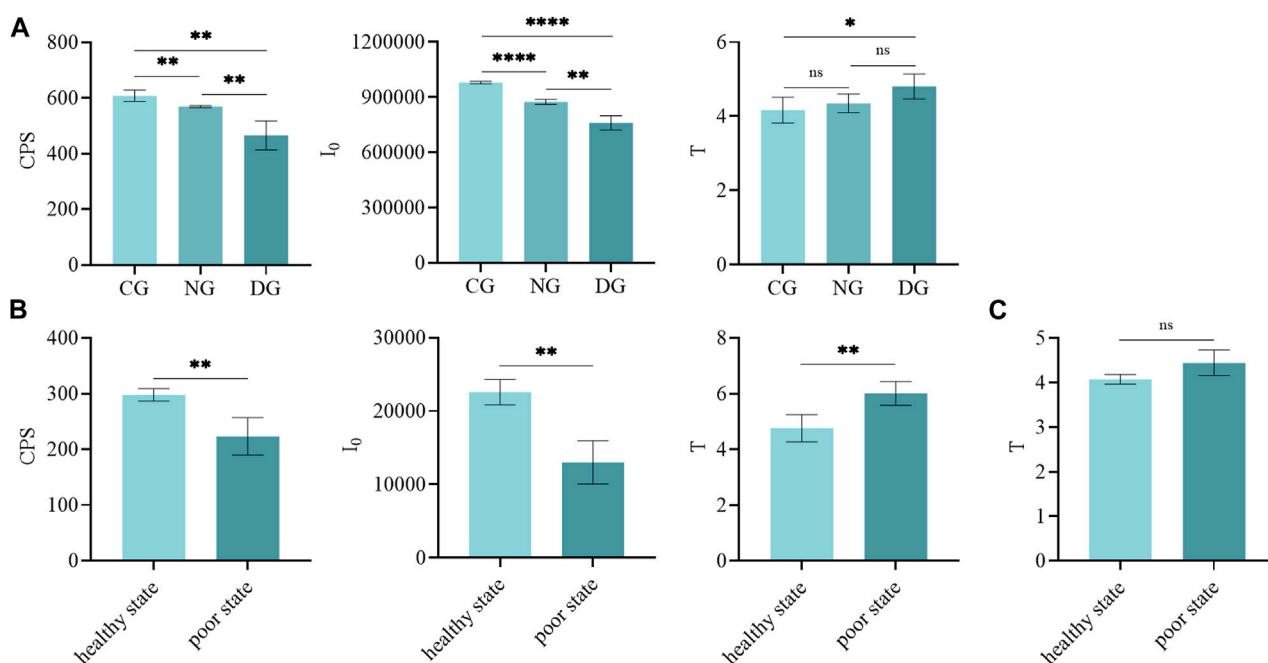 A
CPS
800
600
400
200
0
**
**
**
CG NG DG
I0
1200000
900000
600000
300000
0
****
****
**
CG NG DG
T
6
4
2
0
*
ns
ns
CG NG DG
B
CPS
400
300
200
100
0
**
healthy state
poor state
I0
30000
20000
10000
0
**
healthy state
poor state
T
8
6
4
2
0
**
healthy state
poor state
C
T
5
4
3
2
1
0
ns
healthy state
poor state